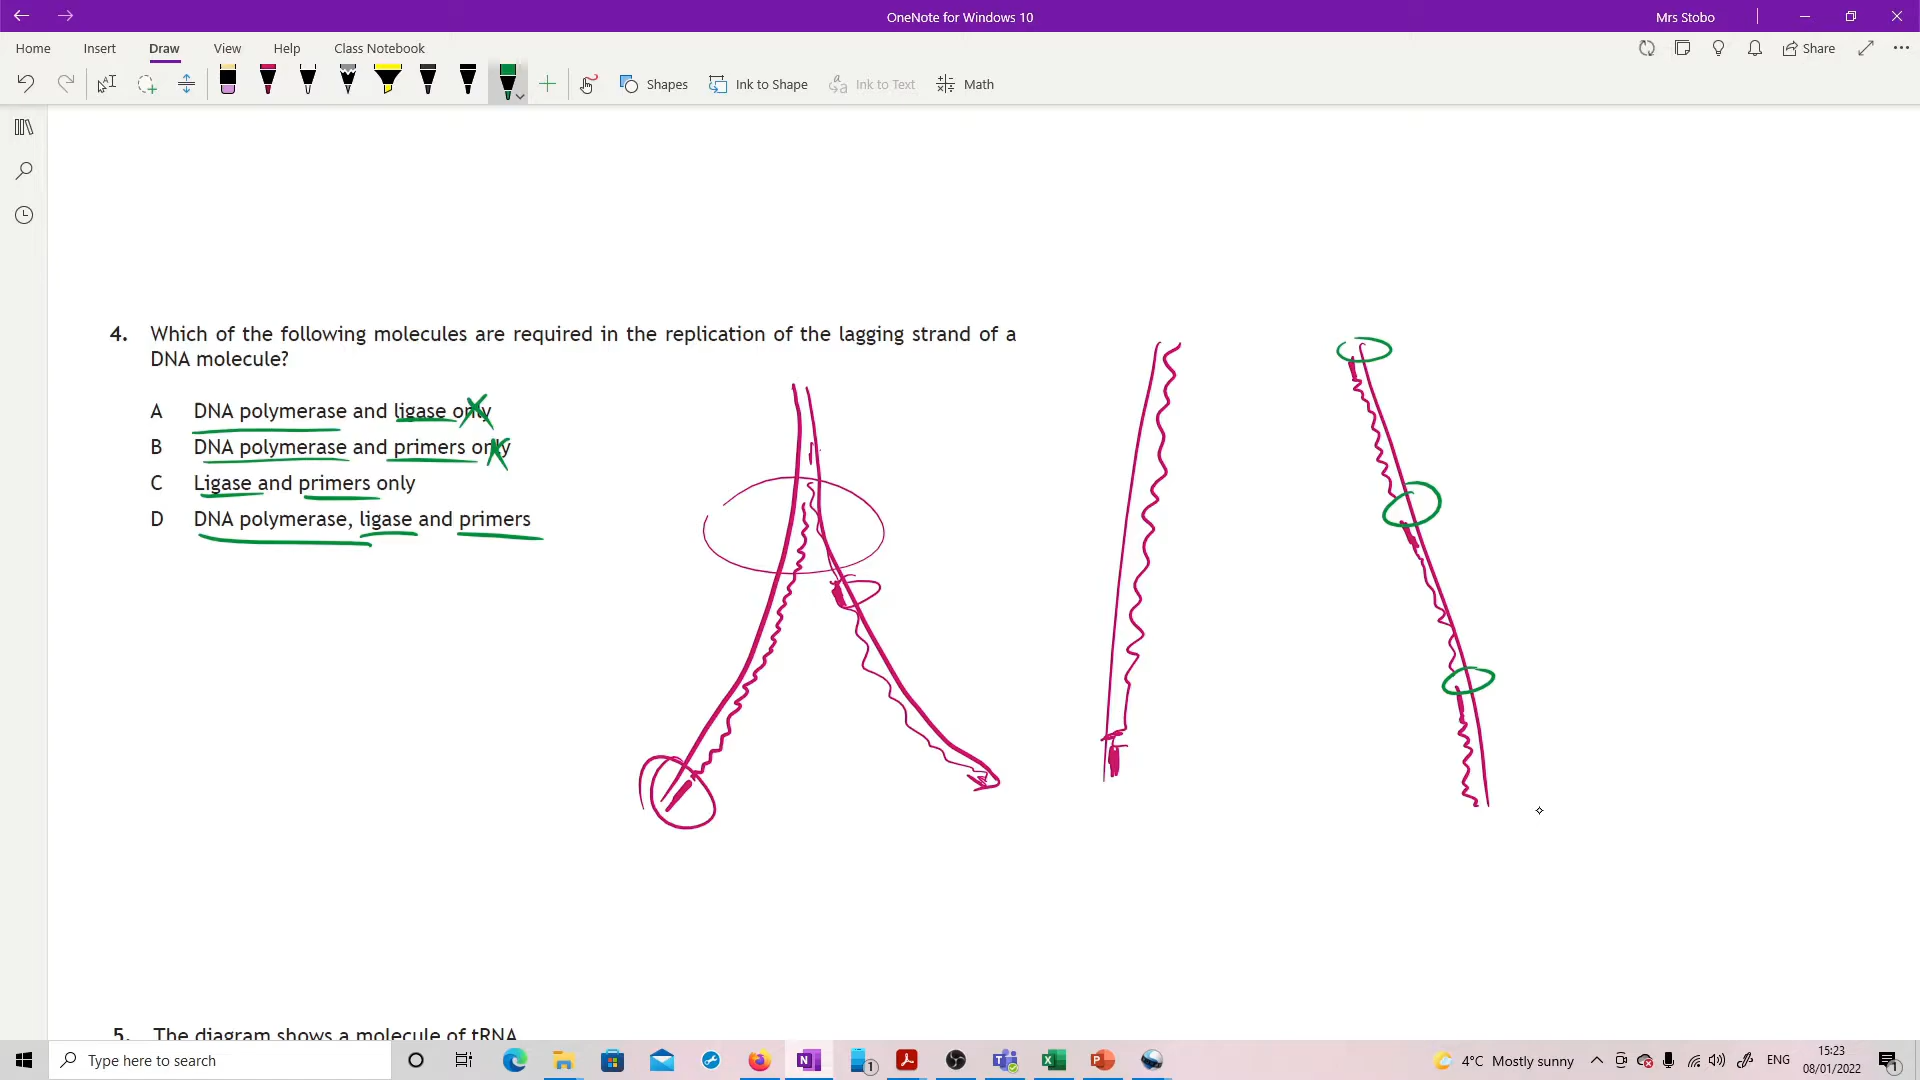 OneNote for Windows 10
Mrs Stobo
Home Insert Draw View Help Class Notebook
Share
Shapes Ink to Shape Ink to Text Math
4. Which of the following molecules are required in the replication of the lagging strand of a
DNA molecule?
A DNA polymerase and ligase only
B DNA polymerase and primers only
C Ligase and primers only
D DNA polymerase, ligase and primers
5. The diagram shows a molecule of tRNA
Type here to search
4°C Mostly sunny
ENG
15:23
08/01/2022